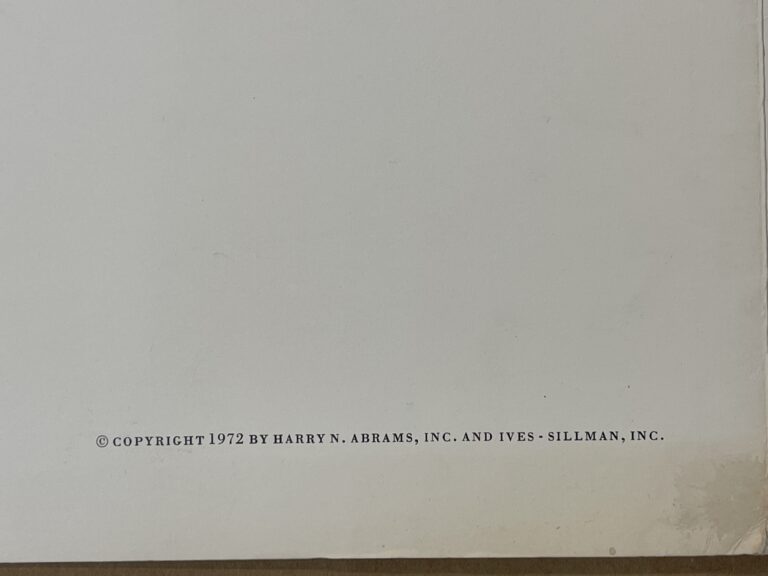 © COPYRIGHT 1972 BY HARRY N. ABRAMS, INC. AND IVES - SILLMAN, INC.